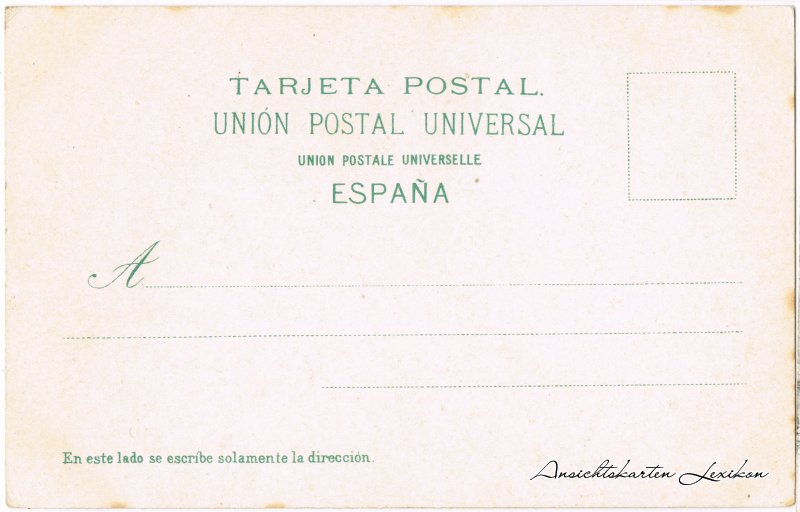 TARJETA POSTAL.
UNIÓN POSTAL UNIVERSAL
UNION POSTALE UNIVERSELLE
ESPAÑA
A
En este lado se escribe solamente la dirección.
Ansichtskarten Lexikon